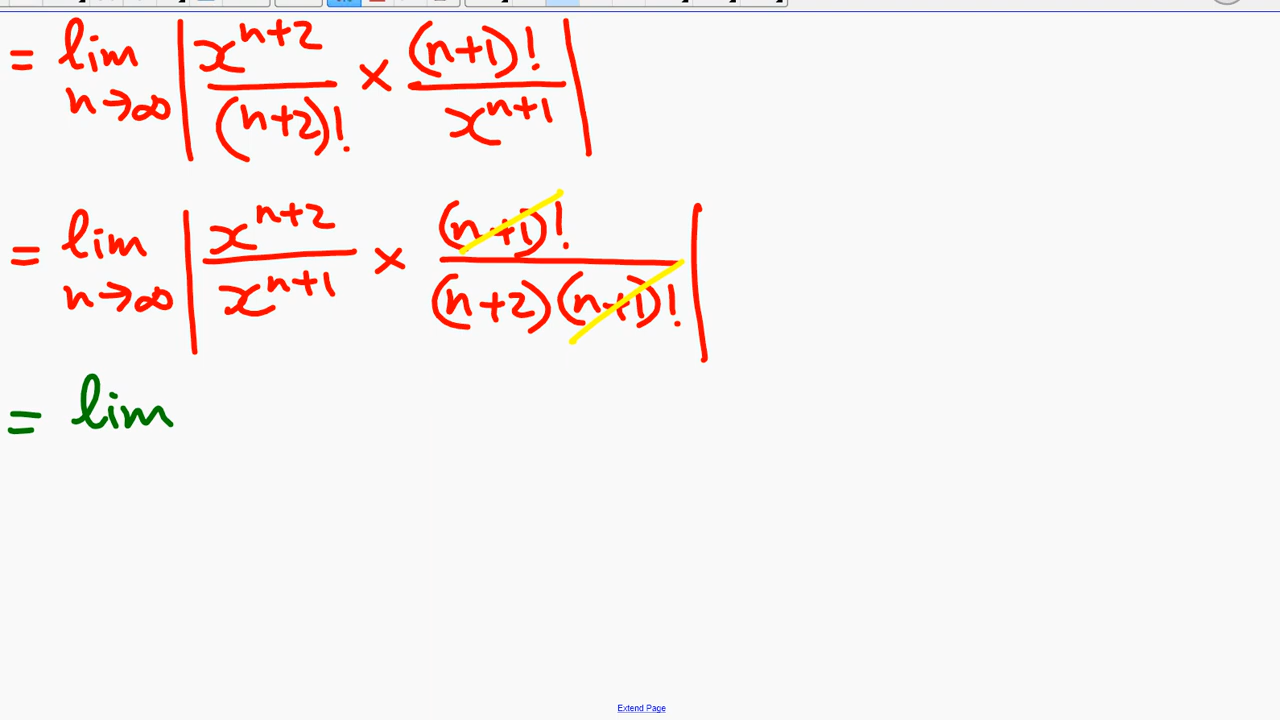 = lim n→∞ | x^(n+2) / (n+2)! × (n+1)! / x^(n+1) |
= lim n→∞ | x^(n+2) / x^(n+1) × (n+1)! / (n+2)(n+1)! |
= lim
Extend Page